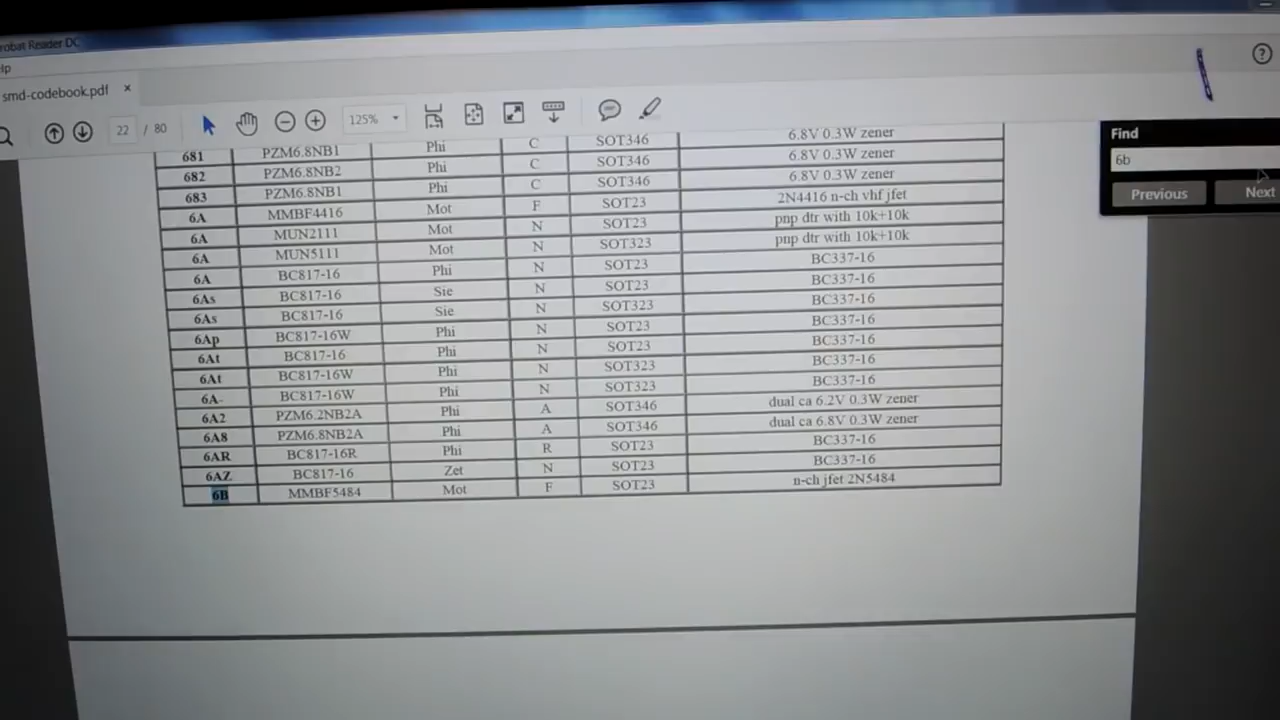 robat Reader DC
lp
smd-codebook.pdf ×
22 / 80 125%
Find
6b
Previous Next
681 PZM6.8NB1 Phi C SOT346 6.8V 0.3W zener
682 PZM6.8NB2 Phi C SOT346 6.8V 0.3W zener
683 PZM6.8NB1 Phi C SOT346 6.8V 0.3W zener
6A MMBF4416 Mot F SOT23 2N4416 n-ch vhf jfet
6A MUN2111 Mot N SOT23 pnp dtr with 10k+10k
6A MUN5111 Mot N SOT323 pnp dtr with 10k+10k
6A BC817-16 Phi N SOT23 BC337-16
6As BC817-16 Sie N SOT23 BC337-16
6As BC817-16 Sie N SOT323 BC337-16
6Ap BC817-16W Phi N SOT23 BC337-16
6At BC817-16 Phi N SOT23 BC337-16
6At BC817-16W Phi N SOT323 BC337-16
6A- BC817-16W Phi N SOT323 BC337-16
6A2 PZM6.2NB2A Phi A SOT346 dual ca 6.2V 0.3W zener
6A8 PZM6.8NB2A Phi A SOT346 dual ca 6.8V 0.3W zener
6AR BC817-16R Phi R SOT23 BC337-16
6AZ BC817-16 Zet N SOT23 BC337-16
6B MMBF5484 Mot F SOT23 n-ch jfet 2N5484